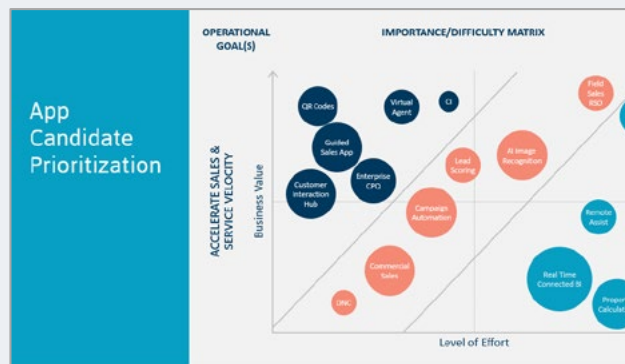 App
Candidate
Prioritization
OPERATIONAL
GOAL(S)
IMPORTANCE/DIFFICULTY MATRIX
ACCELERATE SALES &
SERVICE VELOCITY
Business Value
QR Codes
Virtual
Agent
CI
Field
Sales
Guided
Sales App
Lead
Scoring
AI Image
Recognition
Customer
Interaction
Hub
Enterprise
CPQ
Campaign
Automation
Remote
Assist
Commercial
Sales
Real Time
Connected BI
DNC
Level of Effort